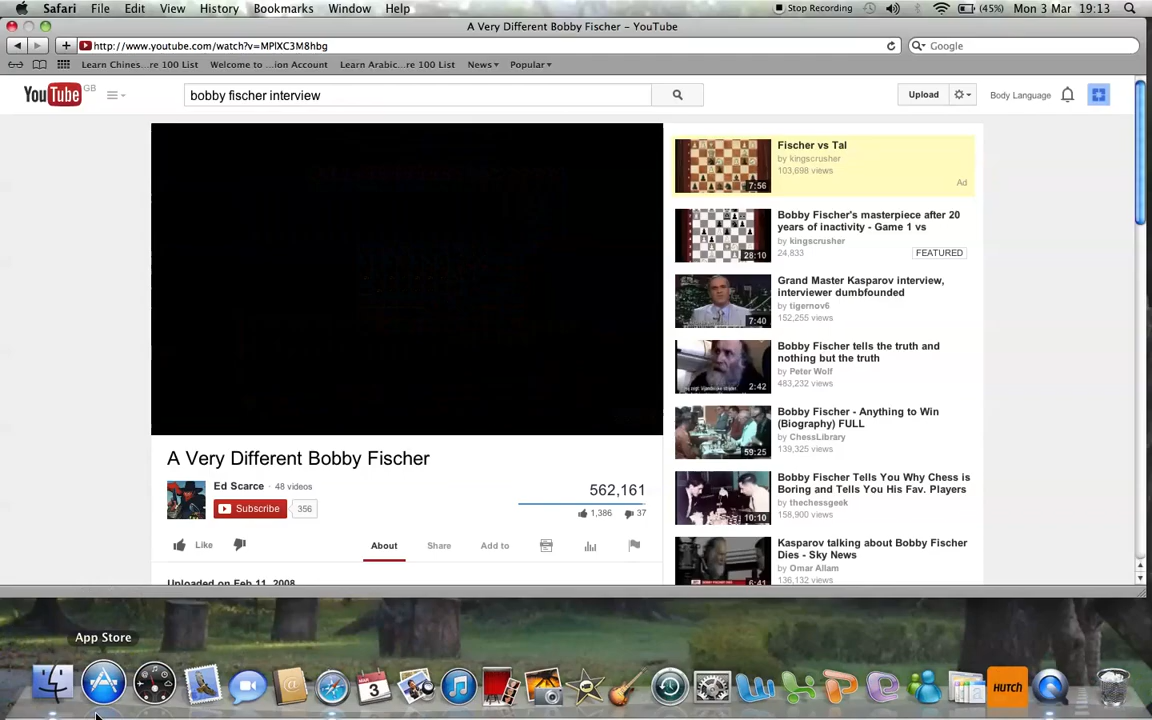 Safari File Edit View History Bookmarks Window Help Stop Recording (45%) Mon 3 Mar 19:13
A Very Different Bobby Fischer – YouTube
http://www.youtube.com/watch?v=MPlXC3M8hbg
Google
Learn Chines...re 100 List Welcome to ...ion Account Learn Arabic...re 100 List News Popular
YouTube GB
bobby fischer interview
Upload
Body Language
Fischer vs Tal
by kingscrusher
103,698 views
Ad
7:56
Bobby Fischer's masterpiece after 20
years of inactivity - Game 1 vs
by kingscrusher
24,833
FEATURED
28:10
Grand Master Kasparov interview,
interviewer dumbfounded
by tigernov6
152,255 views
7:40
Bobby Fischer tells the truth and
nothing but the truth
by Peter Wolf
483,232 views
2:42
Bobby Fischer - Anything to Win
(Biography) FULL
by ChessLibrary
139,325 views
59:25
Bobby Fischer Tells You Why Chess is
Boring and Tells You His Fav. Players
by thechessgeek
158,900 views
10:10
Kasparov talking about Bobby Fischer
Dies - Sky News
by Omar Allam
136,132 views
6:41
A Very Different Bobby Fischer
Ed Scarce · 48 videos
Subscribe 356
562,161
1,386 37
Like
About Share Add to
Uploaded on Feb 11, 2008
App Store
3
HUTCH